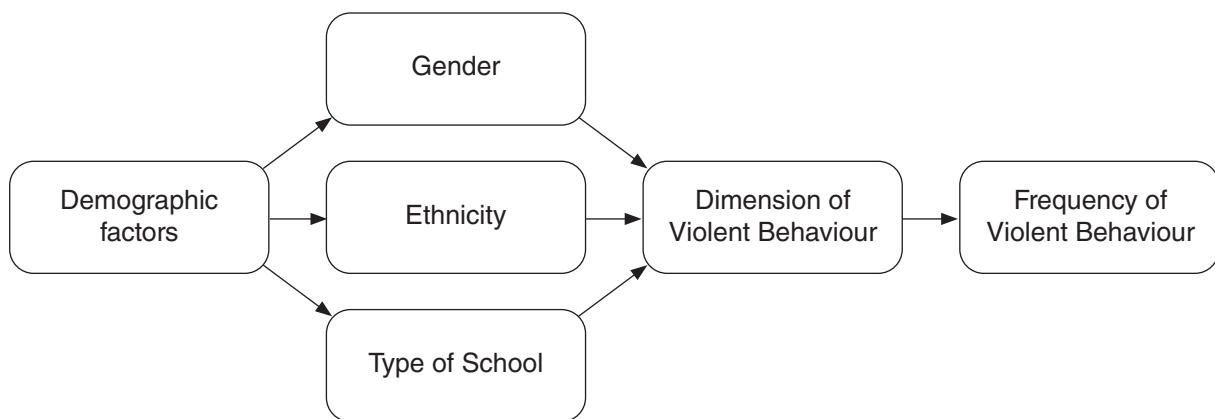 Gender
Demographic
factors
Ethnicity
Dimension of
Violent Behaviour
Frequency of
Violent Behaviour
Type of School